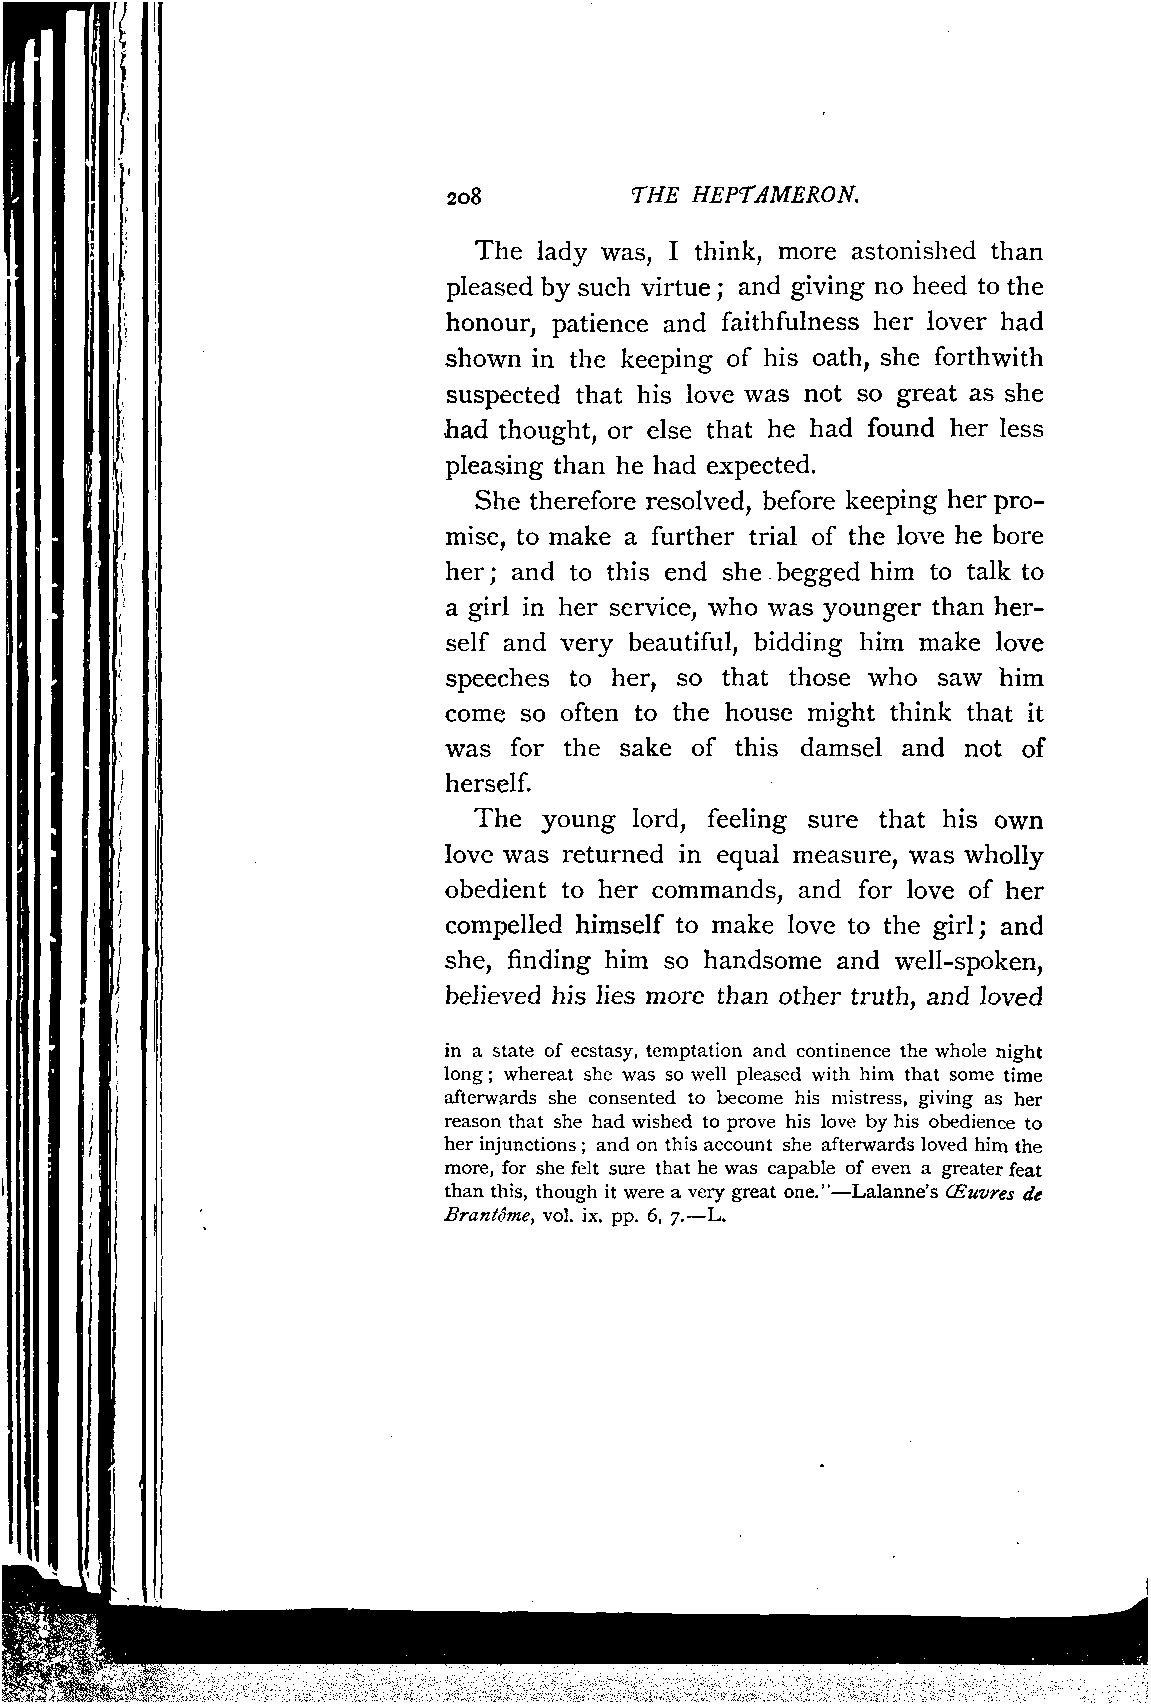 208 THE HEPTAMERON.
The lady was, I think, more astonished than
pleased by such virtue; and giving no heed to the
honour, patience and faithfulness her lover had
shown in the keeping of his oath, she forthwith
suspected that his love was not so great as she
had thought, or else that he had found her less
pleasing than he had expected.
She therefore resolved, before keeping her pro-
mise, to make a further trial of the love he bore
her; and to this end she begged him to talk to
a girl in her service, who was younger than her-
self and very beautiful, bidding him make love
speeches to her, so that those who saw him
come so often to the house might think that it
was for the sake of this damsel and not of
herself.
The young lord, feeling sure that his own
love was returned in equal measure, was wholly
obedient to her commands, and for love of her
compelled himself to make love to the girl; and
she, finding him so handsome and well-spoken,
believed his lies more than other truth, and loved
in a state of ecstasy, temptation and continence the whole night
long; whereat she was so well pleased with him that some time
afterwards she consented to become his mistress, giving as her
reason that she had wished to prove his love by his obedience to
her injunctions; and on this account she afterwards loved him the
more, for she felt sure that he was capable of even a greater feat
than this, though it were a very great one."—Lalanne's Œuvres de
Brantôme, vol. ix. pp. 6, 7.—L.